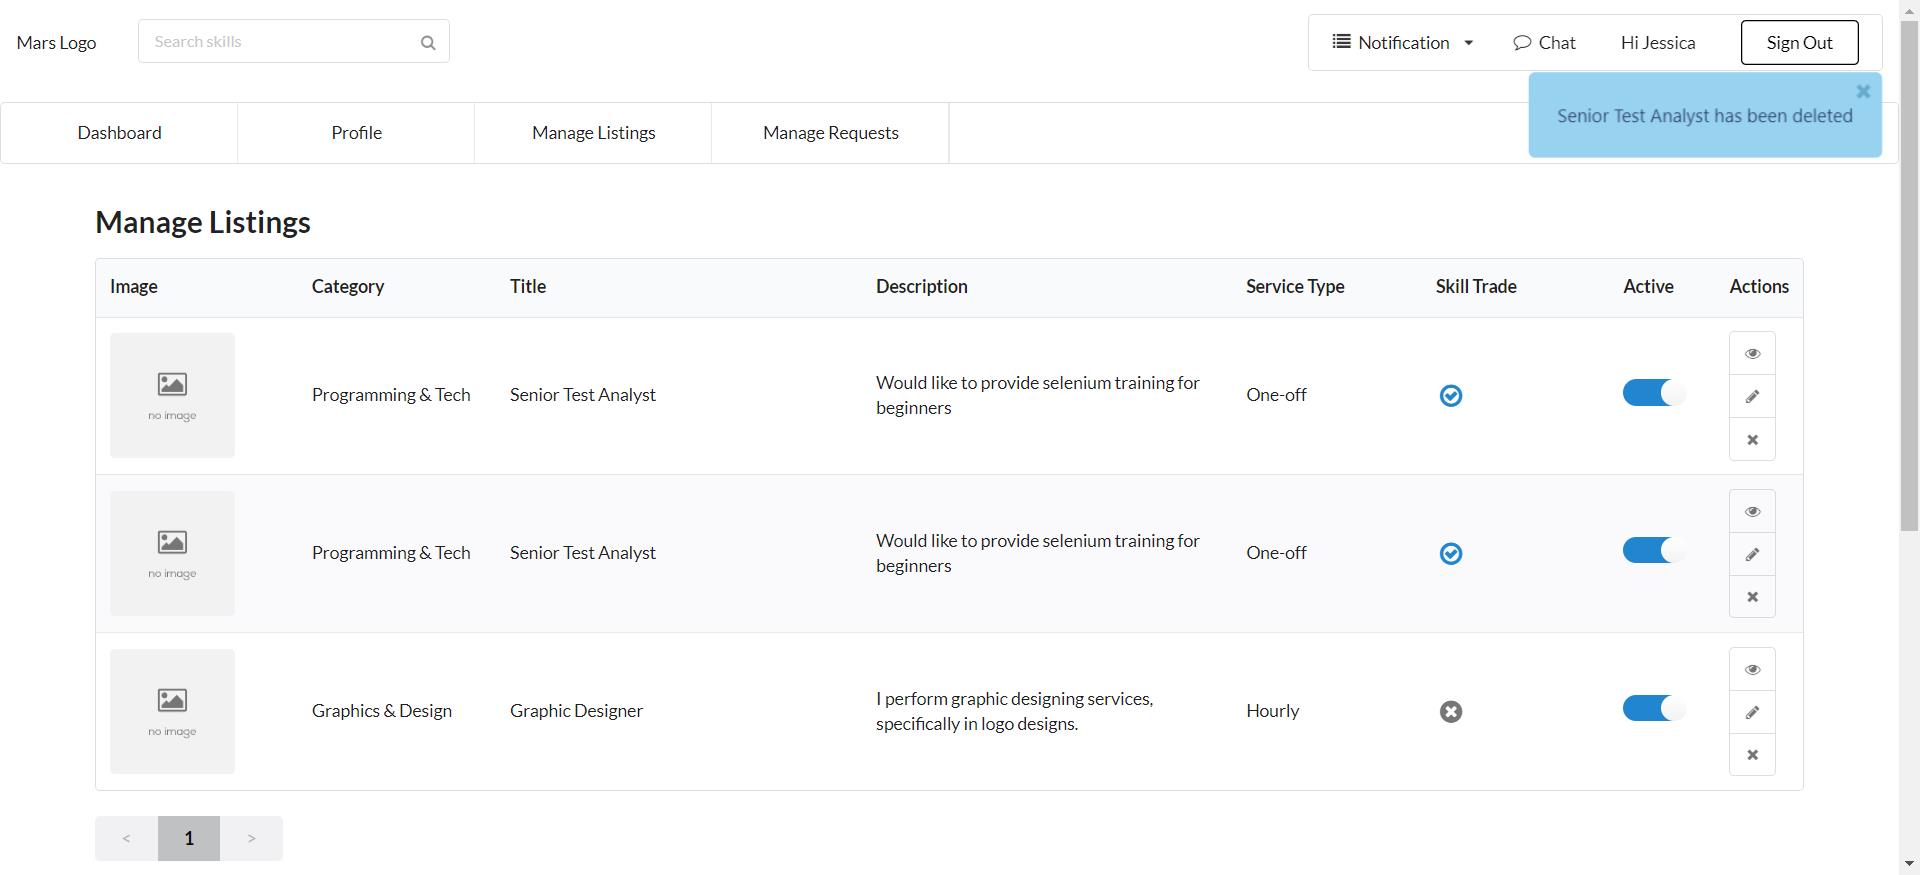 Mars Logo
Search skills
Notification
Chat
Hi Jessica
Sign Out
Senior Test Analyst has been deleted
Dashboard
Profile
Manage Listings
Manage Requests
Manage Listings
Image
Category
Title
Description
Service Type
Skill Trade
Active
Actions
no image
Programming & Tech
Senior Test Analyst
Would like to provide selenium training for
beginners
One-off
no image
Programming & Tech
Senior Test Analyst
Would like to provide selenium training for
beginners
One-off
no image
Graphics & Design
Graphic Designer
I perform graphic designing services,
specifically in logo designs.
Hourly
< 1 >